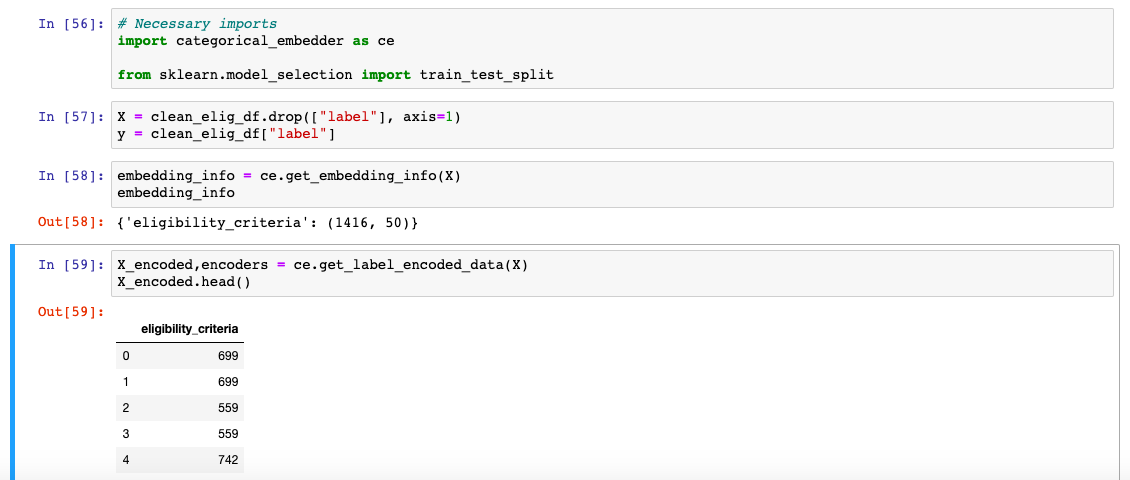 In [56]: # Necessary imports
import categorical_embedder as ce
from sklearn.model_selection import train_test_split
In [57]: X = clean_elig_df.drop(["label"], axis=1)
y = clean_elig_df["label"]
In [58]: embedding_info = ce.get_embedding_info(X)
embedding_info
Out[58]: {'eligibility_criteria': (1416, 50)}
In [59]: X_encoded,encoders = ce.get_label_encoded_data(X)
X_encoded.head()
Out[59]:
eligibility_criteria
0 699
1 699
2 559
3 559
4 742